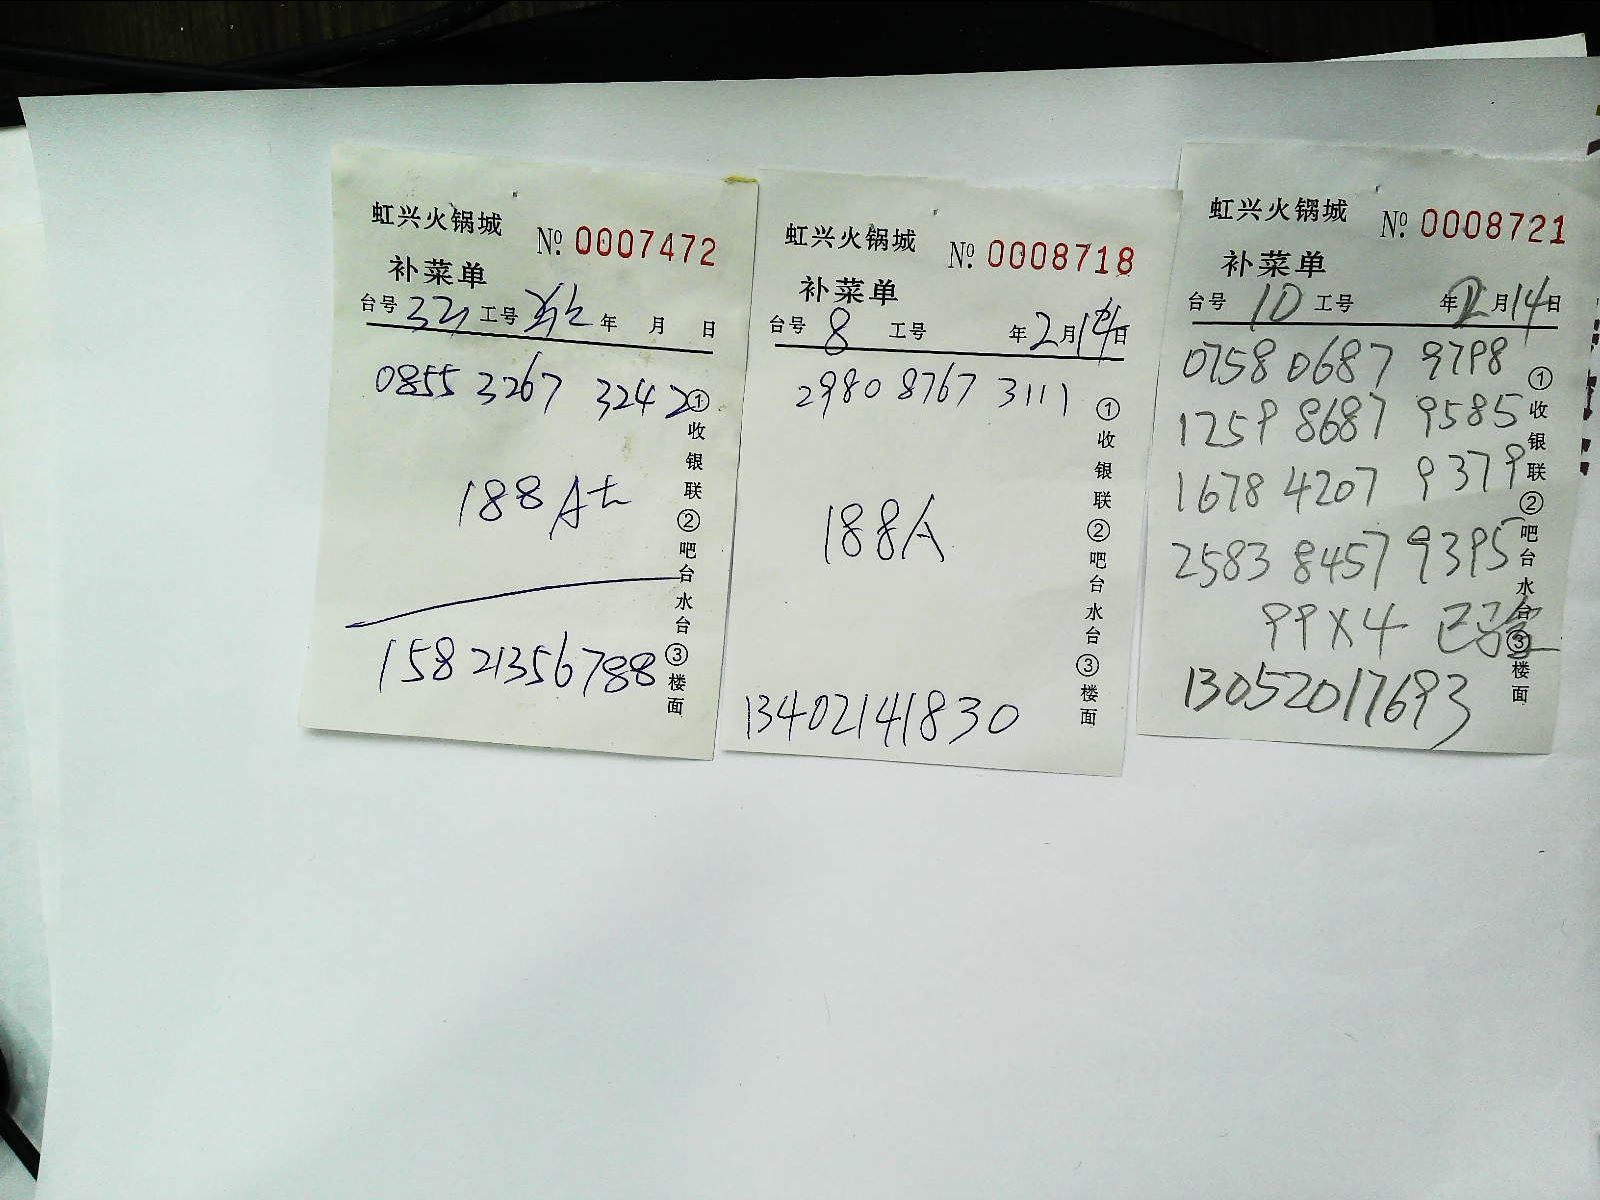 虹兴火锅城 № 0007472
补菜单
台号 工号 年 月 日
0855 3267 3242
188A
15821356788
①收银联②吧台水台③楼面
虹兴火锅城 № 0008718
补菜单
台号 8 工号 年 2 月 14 日
2980 8767 3111
188A
13402141830
①收银联②吧台水台③楼面
虹兴火锅城 № 0008721
补菜单
台号 10 工号 年 2 月 14 日
0758 0687 9798
1259 8687 9585
1678 4207 9379
2583 8457 9395
99X4 已验
13052017693
①收银联②吧台水台③楼面